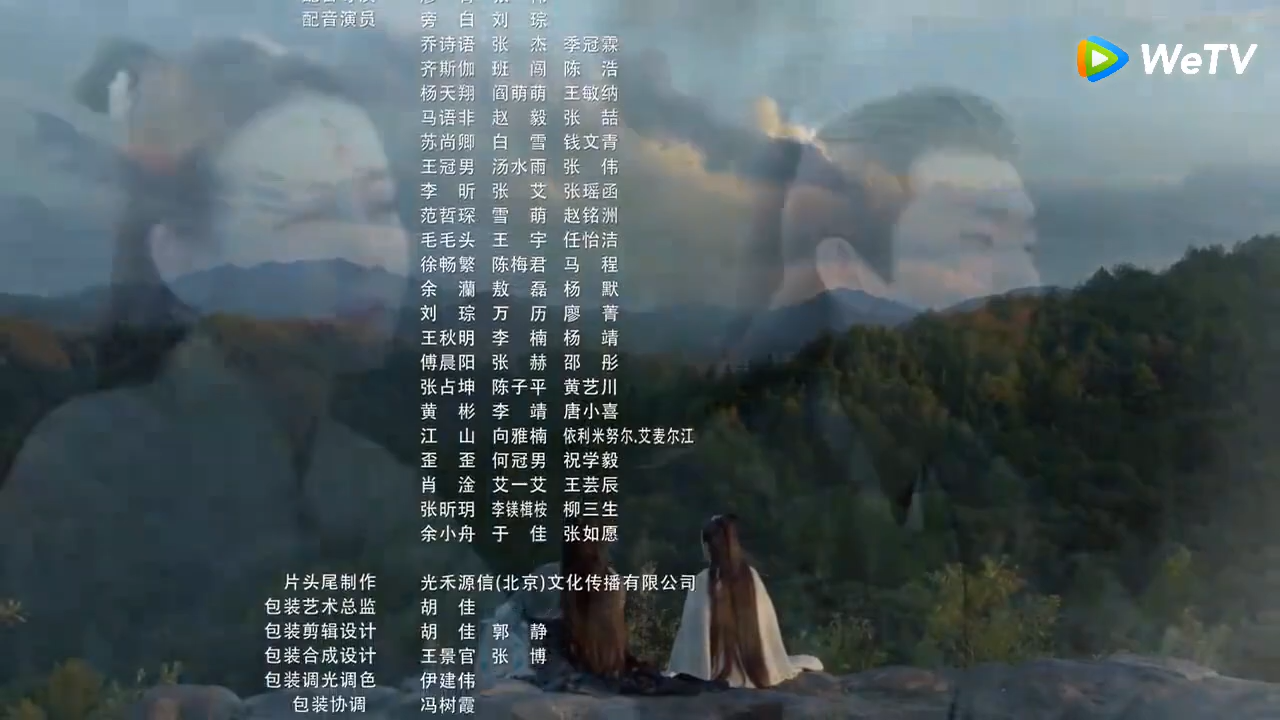 WeTV
配音演员 旁白 刘琮
乔诗语 张杰 季冠霖
齐斯伽 班闯 陈浩
杨天翔 阎萌萌 王敏纳
马语非 赵毅 张喆
苏尚卿 白雪 钱文青
王冠男 汤水雨 张伟
李昕 张艾 张瑶函
范哲琛 雪萌 赵铭洲
毛毛头 王宇 任怡洁
徐畅繁 陈梅君 马程
余灡 敖磊 杨默
刘琮 万历 廖菁
王秋明 李楠 杨靖
傅晨阳 张赫 邵彤
张占坤 陈子平 黄艺川
黄彬 李靖 唐小喜
江山 向雅楠 依利米努尔.艾麦尔江
歪歪 何冠男 祝学毅
肖淦 艾一艾 王芸辰
张昕玥 柳三生
余小舟 于佳 张如愿
片头尾制作 光禾源信(北京)文化传播有限公司
包装艺术总监 胡佳
包装剪辑设计 胡佳 郭静
包装合成设计 王景官 张博
包装调光调色 伊建伟
包装协调 冯树霞